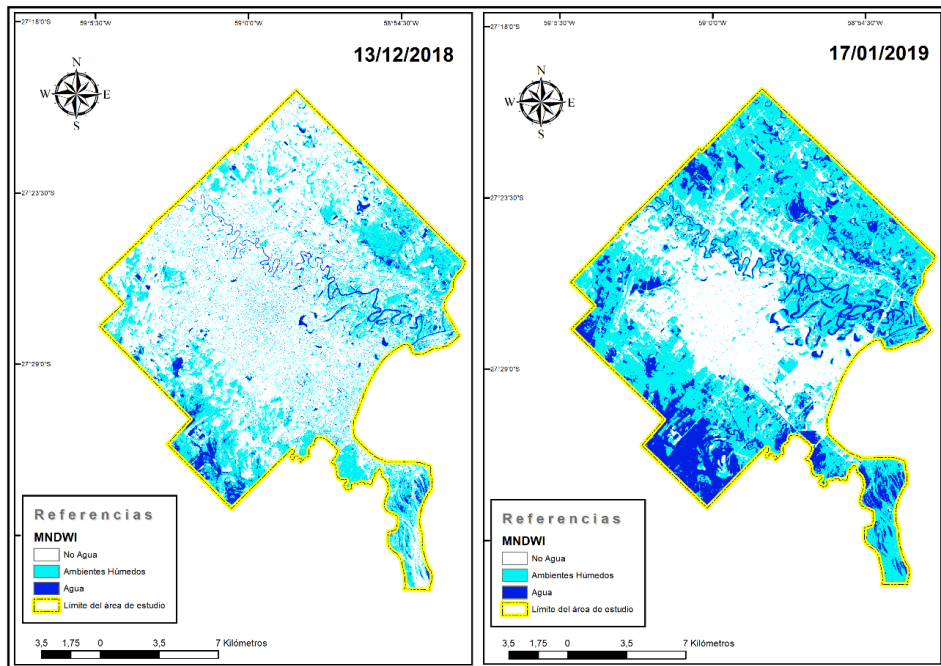 27°18'0"S
59°5'30"W
59°0'0"W
58°54'30"W
13/12/2018
N
W
E
S
27°23'30"S
27°29'0"S
Referencias
MNDWI
No Agua
Ambientes Húmedos
Agua
Límite del área de estudio
3,5 1,75 0 3,5 7 Kilómetros
27°18'0"S
59°0'0"W
58°54'30"W
17/01/2019
N
W
E
S
27°23'30"S
27°29'0"S
Referencias
MNDWI
No Agua
Ambientes Húmedos
Agua
Límite del área de estudio
3,5 1,75 0 3,5 7 Kilómetros